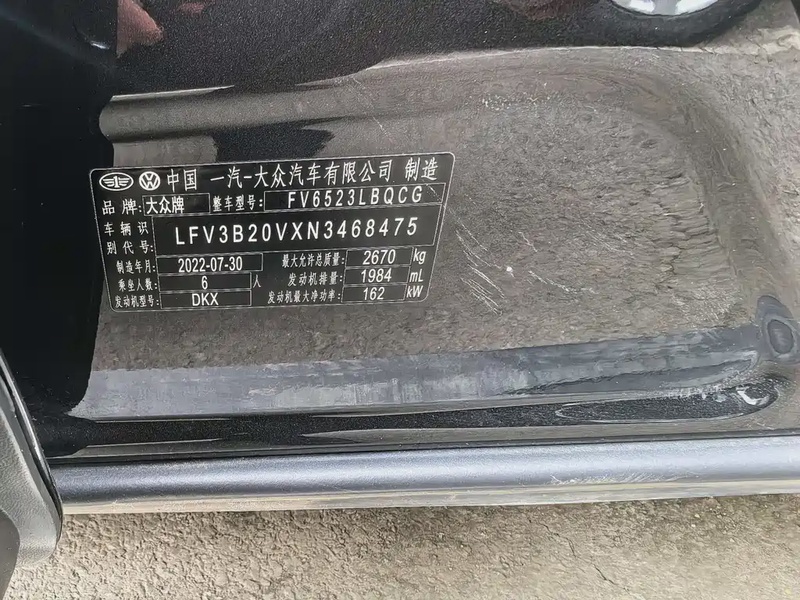 中国 一汽-大众汽车有限公司 制造
品牌: 大众牌 整车型号: FV6523LBQCG
车辆识别代号: LFV3B20VXN3468475
制造年月: 2022-07-30 最大允许总质量: 2670 kg
乘坐人数: 6 人 发动机排量: 1984 mL
发动机型号: DKX 发动机最大净功率: 162 kW